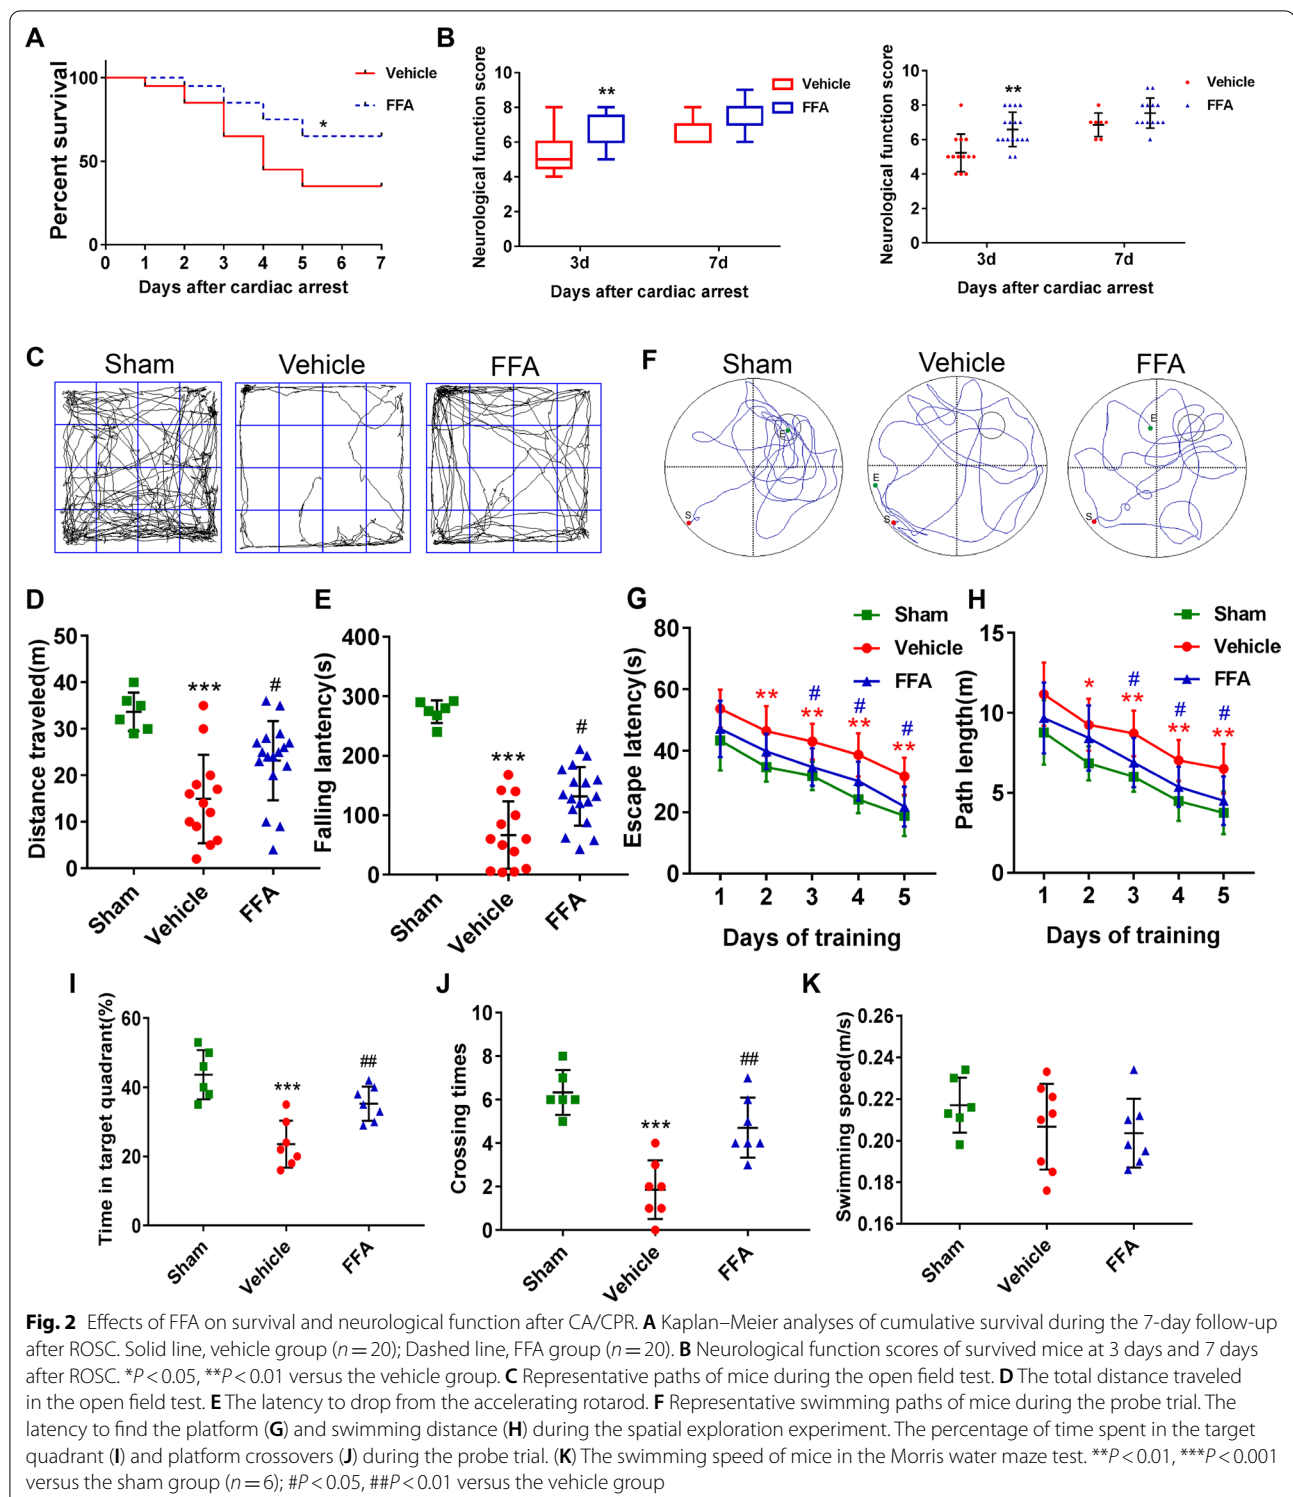 A
Percent survival
100
50
0
0 1 2 3 4 5 6 7
Days after cardiac arrest
Vehicle
FFA
*
B
Neurological function score
10
8
6
4
2
0
**
Vehicle
FFA
3d 7d
Days after cardiac arrest
Neurological function score
10
8
6
4
2
0
**
Vehicle
FFA
3d 7d
Days after cardiac arrest
C
Sham Vehicle FFA
F
Sham Vehicle FFA
E
S
E
S
E
S
D
Distance traveled(m)
50
40
30
20
10
0
***
#
Sham Vehicle FFA
E
Falling lantency(s)
400
300
200
100
0
***
#
Sham Vehicle FFA
G
Escape latency(s)
80
60
40
20
0
Sham
Vehicle
FFA
# # #
** ** ** **
1 2 3 4 5
Days of training
H
Path length(m)
15
10
5
0
Sham
Vehicle
FFA
# # #
* ** ** **
1 2 3 4 5
Days of training
I
Time in target quadrant(%)
60
40
20
0
***
##
Sham Vehicle FFA
J
Crossing times
10
8
6
4
2
0
***
##
Sham Vehicle FFA
K
Swimming speed(m/s)
0.26
0.24
0.22
0.20
0.18
0.16
Sham Vehicle FFA
Fig. 2 Effects of FFA on survival and neurological function after CA/CPR. A Kaplan–Meier analyses of cumulative survival during the 7-day follow-up
after ROSC. Solid line, vehicle group (n = 20); Dashed line, FFA group (n = 20). B Neurological function scores of survived mice at 3 days and 7 days
after ROSC. *P < 0.05, **P < 0.01 versus the vehicle group. C Representative paths of mice during the open field test. D The total distance traveled
in the open field test. E The latency to drop from the accelerating rotarod. F Representative swimming paths of mice during the probe trial. The
latency to find the platform (G) and swimming distance (H) during the spatial exploration experiment. The percentage of time spent in the target
quadrant (I) and platform crossovers (J) during the probe trial. (K) The swimming speed of mice in the Morris water maze test. **P < 0.01, ***P < 0.001
versus the sham group (n = 6); #P < 0.05, ##P < 0.01 versus the vehicle group